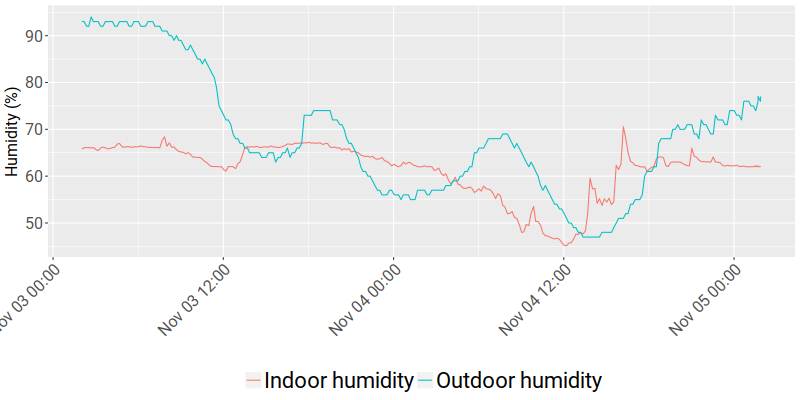 Humidity (%)
90
80
70
60
50
ov 03 00:00
Nov 03 12:00
Nov 04 00:00
Nov 04 12:00
Nov 05 00:00
Indoor humidity Outdoor humidity